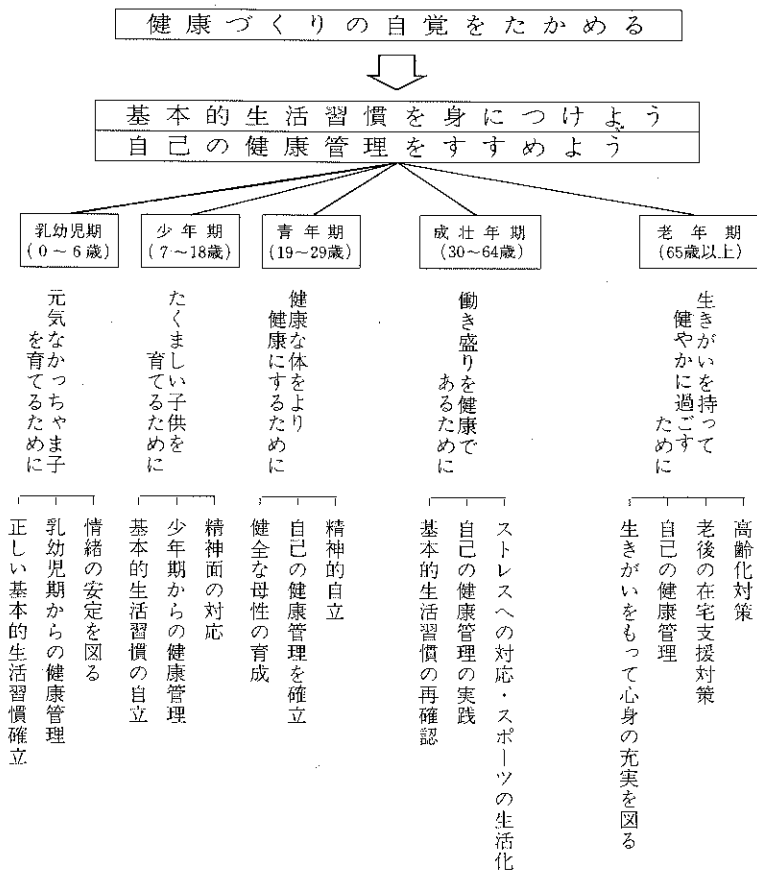 健康づくりの自覚をたかめる
基本的生活習慣を身につけよう
自己の健康管理をすすめよう
乳幼児期
(0～6歳)
元気なかっちゃま子
を育てるために
正しい基本的生活習慣確立
乳幼児期からの健康管理
情緒の安定を図る
少年期
(7～18歳)
たくましい子供を
育てるために
基本的生活習慣の自立
少年期からの健康管理
精神面の対応
青年期
(19～29歳)
健康な体をより
健康にするために
健全な母性の育成
自己の健康管理を確立
精神的自立
成壮年期
(30～64歳)
働き盛りを健康で
あるために
基本的生活習慣の再確認
自己の健康管理の実践
ストレスへの対応・スポーツの生活化
老年期
(65歳以上)
生きがいを持って
健やかに過ごす
ために
生きがいをもって心身の充実を図る
自己の健康管理
老後の在宅支援対策
高齢化対策